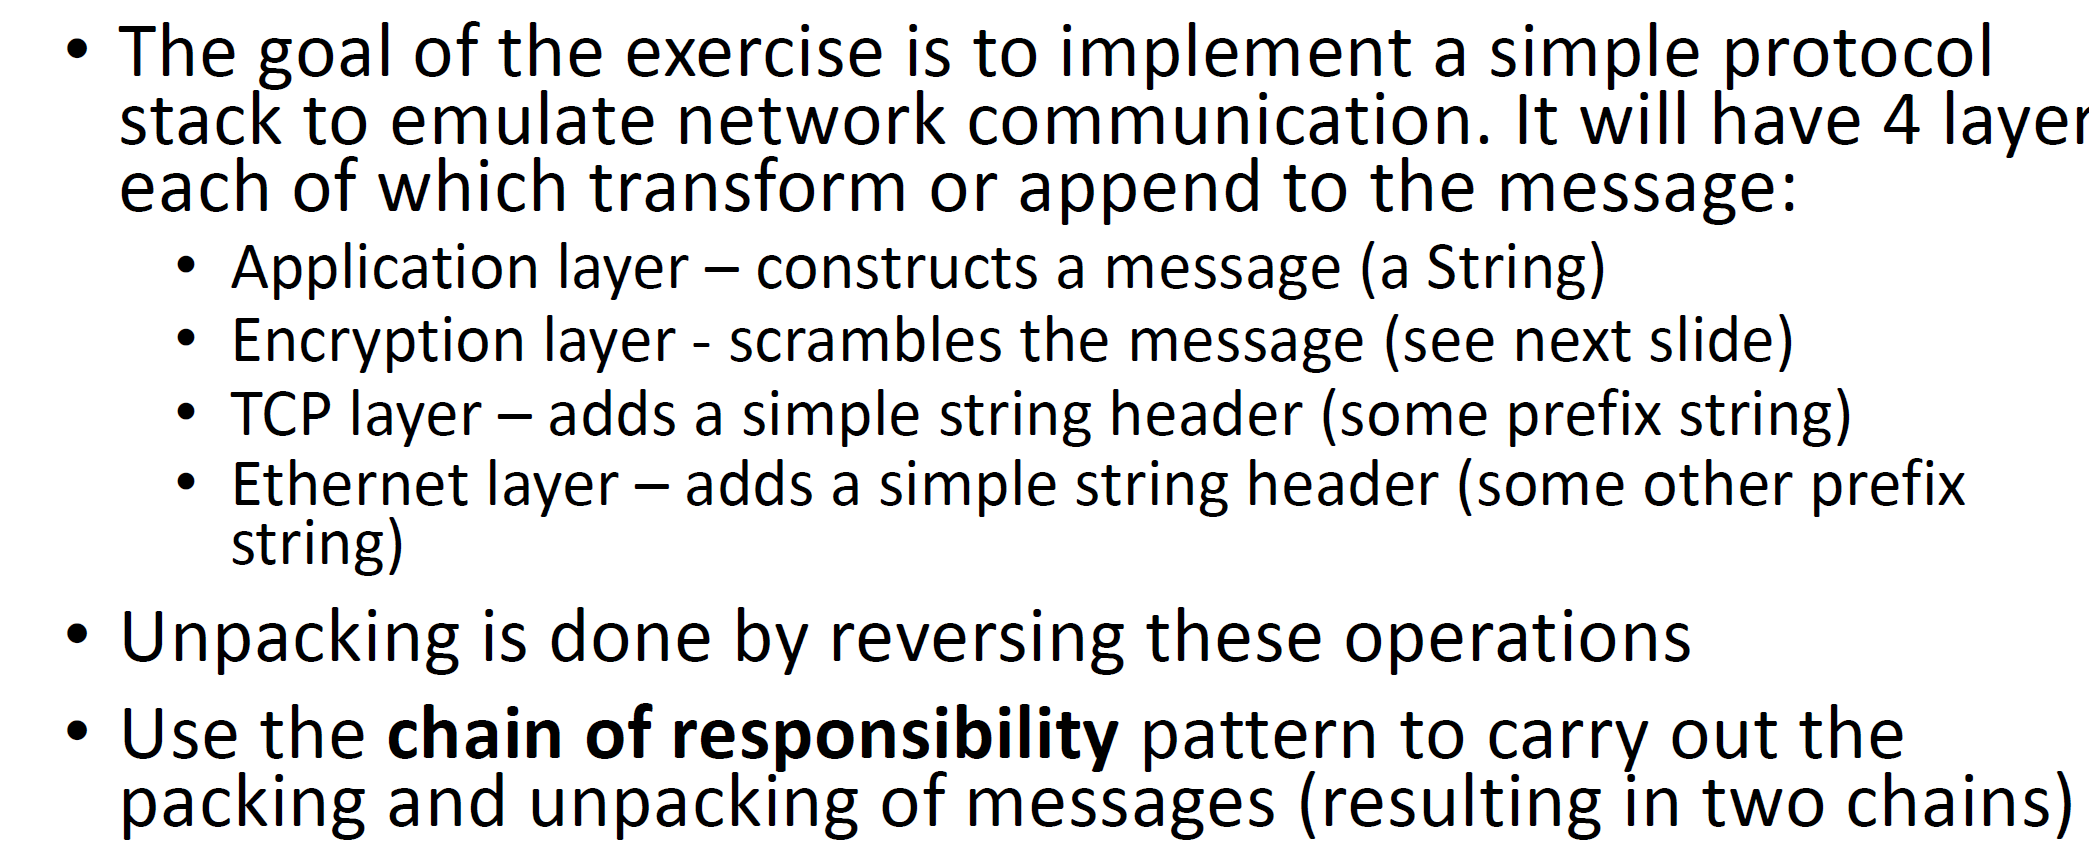 • The goal of the exercise is to implement a simple protocol
stack to emulate network communication. It will have 4 layer
each of which transform or append to the message:
• Application layer – constructs a message (a String)
• Encryption layer - scrambles the message (see next slide)
• TCP layer – adds a simple string header (some prefix string)
• Ethernet layer – adds a simple string header (some other prefix
string)
• Unpacking is done by reversing these operations
• Use the chain of responsibility pattern to carry out the
packing and unpacking of messages (resulting in two chains)